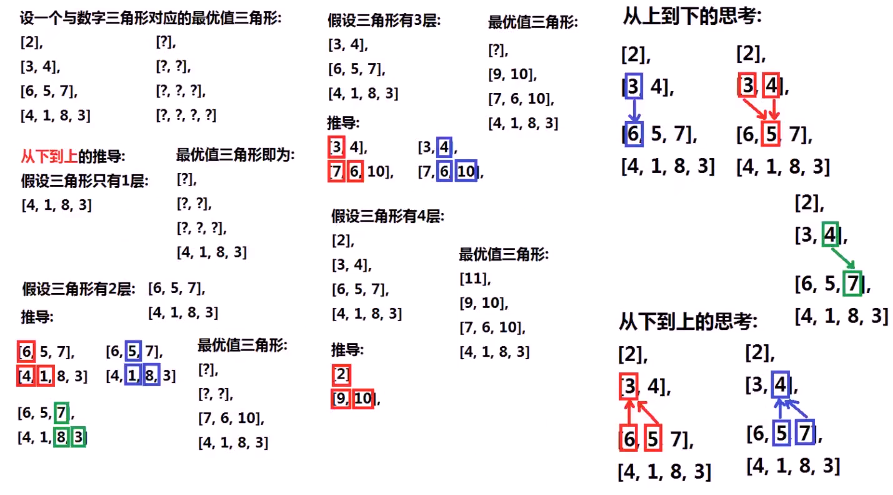 设一个与数字三角形对应的最优值三角形:
[2],
[3, 4],
[6, 5, 7],
[4, 1, 8, 3]
[?],
[?, ?],
[?, ?, ?],
[?, ?, ?, ?]
从下到上的推导:
假设三角形只有1层:
[4, 1, 8, 3]
最优值三角形即为:
[?],
[?, ?],
[?, ?, ?],
[4, 1, 8, 3]
假设三角形有2层:
[6, 5, 7],
[4, 1, 8, 3]
推导:
[6, 5, 7],
[4, 1, 8, 3]
[6, 5, 7],
[4, 1, 8, 3]
[6, 5, 7],
[4, 1, 8 3]
最优值三角形:
[?],
[?, ?],
[7, 6, 10],
[4, 1, 8, 3]
假设三角形有3层:
[3, 4],
[6, 5, 7],
[4, 1, 8, 3]
最优值三角形:
[?],
[9, 10],
[7, 6, 10],
[4, 1, 8, 3]
推导:
[3 4],
[7, 6, 10],
[3, 4],
[7, 6, 10],
假设三角形有4层:
[2],
[3, 4],
[6, 5, 7],
[4, 1, 8, 3]
最优值三角形:
[11],
[9, 10],
[7, 6, 10],
[4, 1, 8, 3]
推导:
[2]
[9, 10],
从上到下的思考:
[2],
[3 4],
[6, 5, 7],
[4, 1, 8, 3]
[2],
[3, 4],
[6, 5, 7],
[4, 1, 8, 3]
[2],
[3, 4],
[6, 5, 7],
[4, 1, 8, 3]
从下到上的思考:
[2],
[3, 4],
[6, 5 7],
[4, 1, 8, 3]
[2],
[3, 4],
[6, 5 7],
[4, 1, 8, 3]